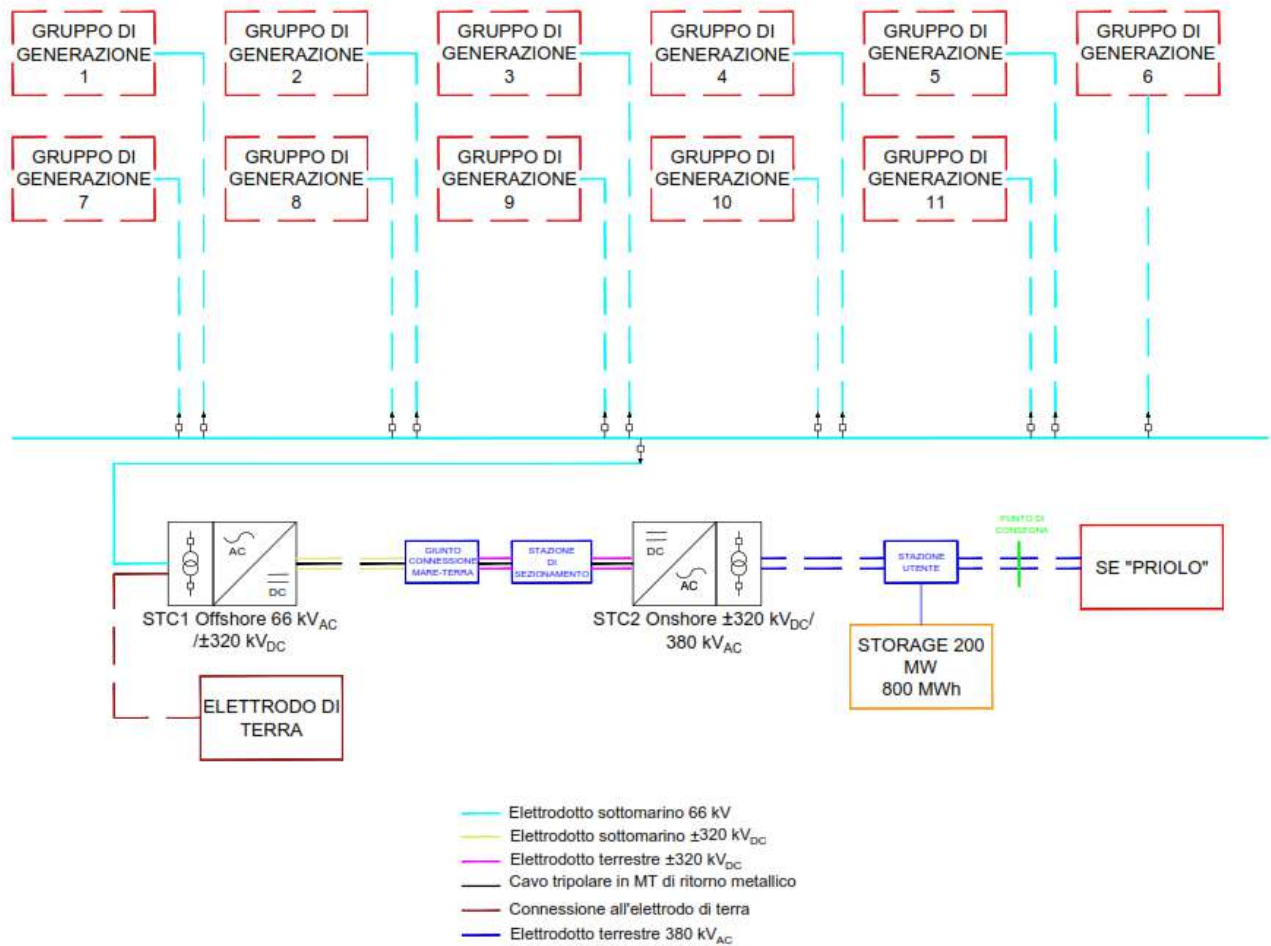 GRUPPO DI
GENERAZIONE
1
GRUPPO DI
GENERAZIONE
2
GRUPPO DI
GENERAZIONE
3
GRUPPO DI
GENERAZIONE
4
GRUPPO DI
GENERAZIONE
5
GRUPPO DI
GENERAZIONE
6
GRUPPO DI
GENERAZIONE
7
GRUPPO DI
GENERAZIONE
8
GRUPPO DI
GENERAZIONE
9
GRUPPO DI
GENERAZIONE
10
GRUPPO DI
GENERAZIONE
11
AC
DC
STC1 Offshore 66 kVAC
/±320 kVDC
GIUNTO
CONNESSIONE
MARE-TERRA
STAZIONE
DI
SEZIONAMENTO
DC
AC
STC2 Onshore ±320 kVDC/
380 kVAC
STAZIONE
UTENTE
PUNTO DI
CONSEGNA
SE "PRIOLO"
STORAGE 200
MW
800 MWh
ELETTRODO DI
TERRA
Elettrodotto sottomarino 66 kV
Elettrodotto sottomarino ±320 kVDC
Elettrodotto terrestre ±320 kVDC
Cavo tripolare in MT di ritorno metallico
Connessione all'elettrodo di terra
Elettrodotto terrestre 380 kVAC